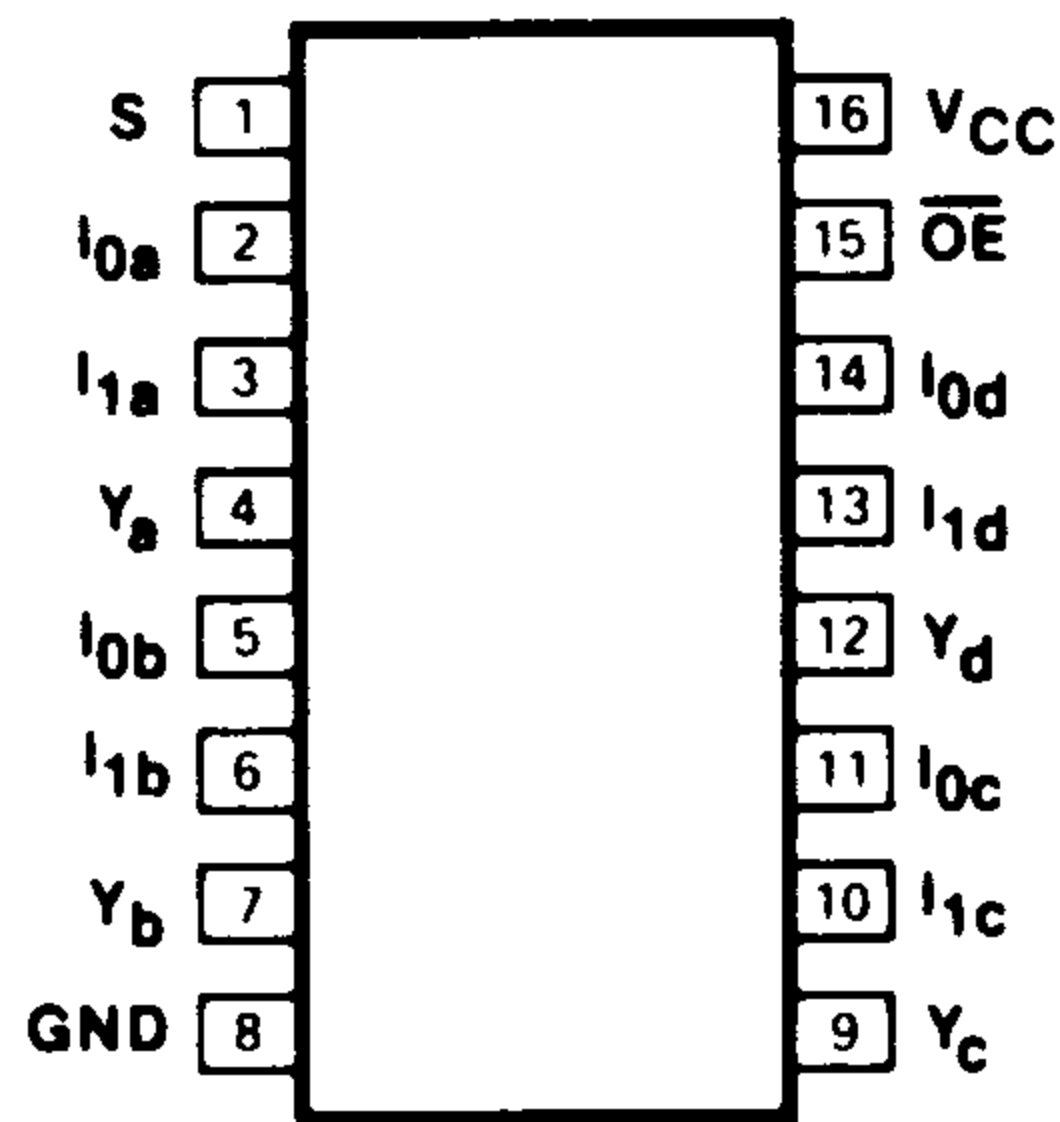 S 1 16 VCC
I0a 2 15 OE
I1a 3 14 I0d
Ya 4 13 I1d
I0b 5 12 Yd
I1b 6 11 I0c
Yb 7 10 I1c
GND 8 9 Yc